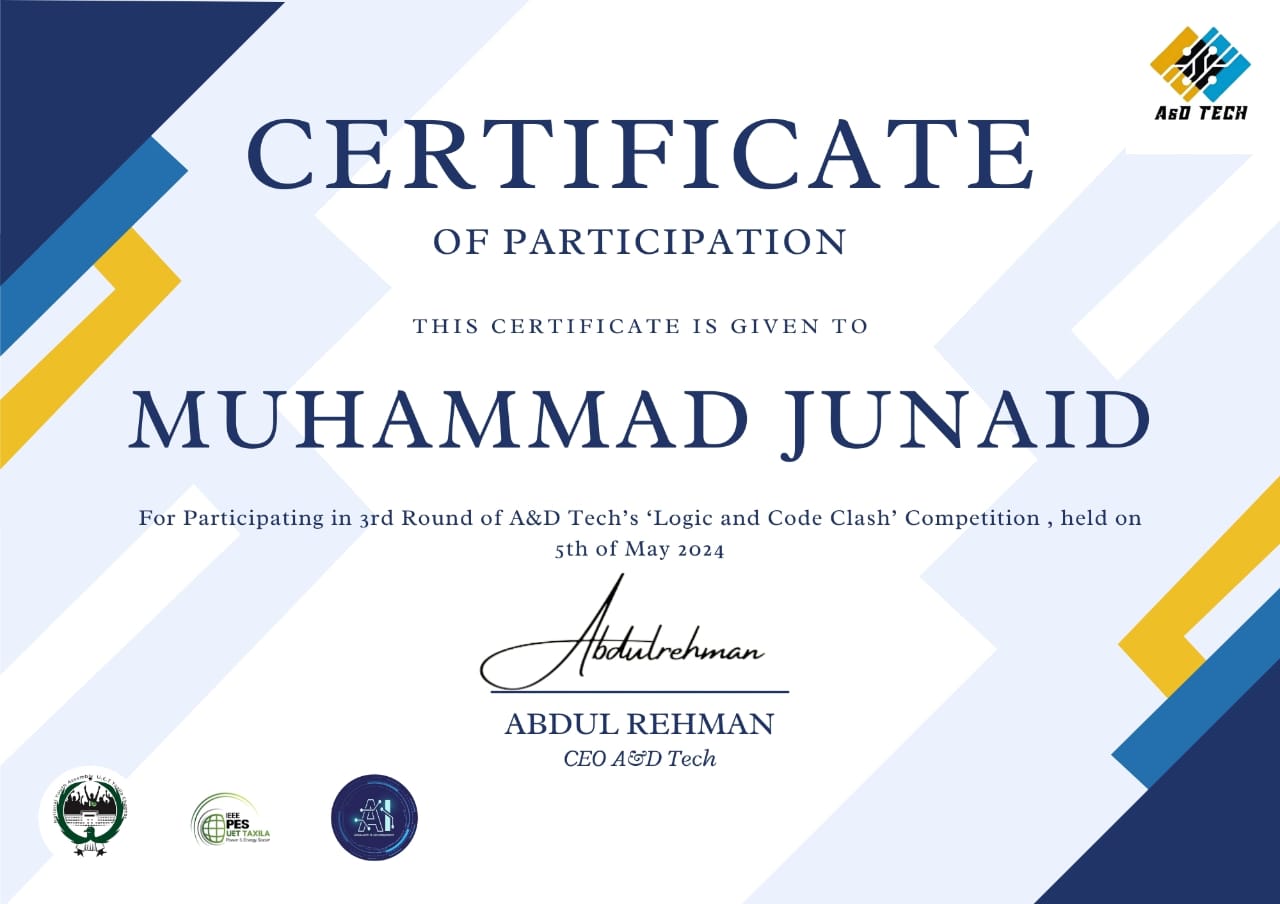 A&D TECH
CERTIFICATE
OF PARTICIPATION
THIS CERTIFICATE IS GIVEN TO
MUHAMMAD JUNAID
For Participating in 3rd Round of A&D Tech’s ‘Logic and Code Clash’ Competition , held on
5th of May 2024
Abdulrehman
ABDUL REHMAN
CEO A&D Tech
IEEE
PES
UET TAXILA
Power & Energy Society
AI